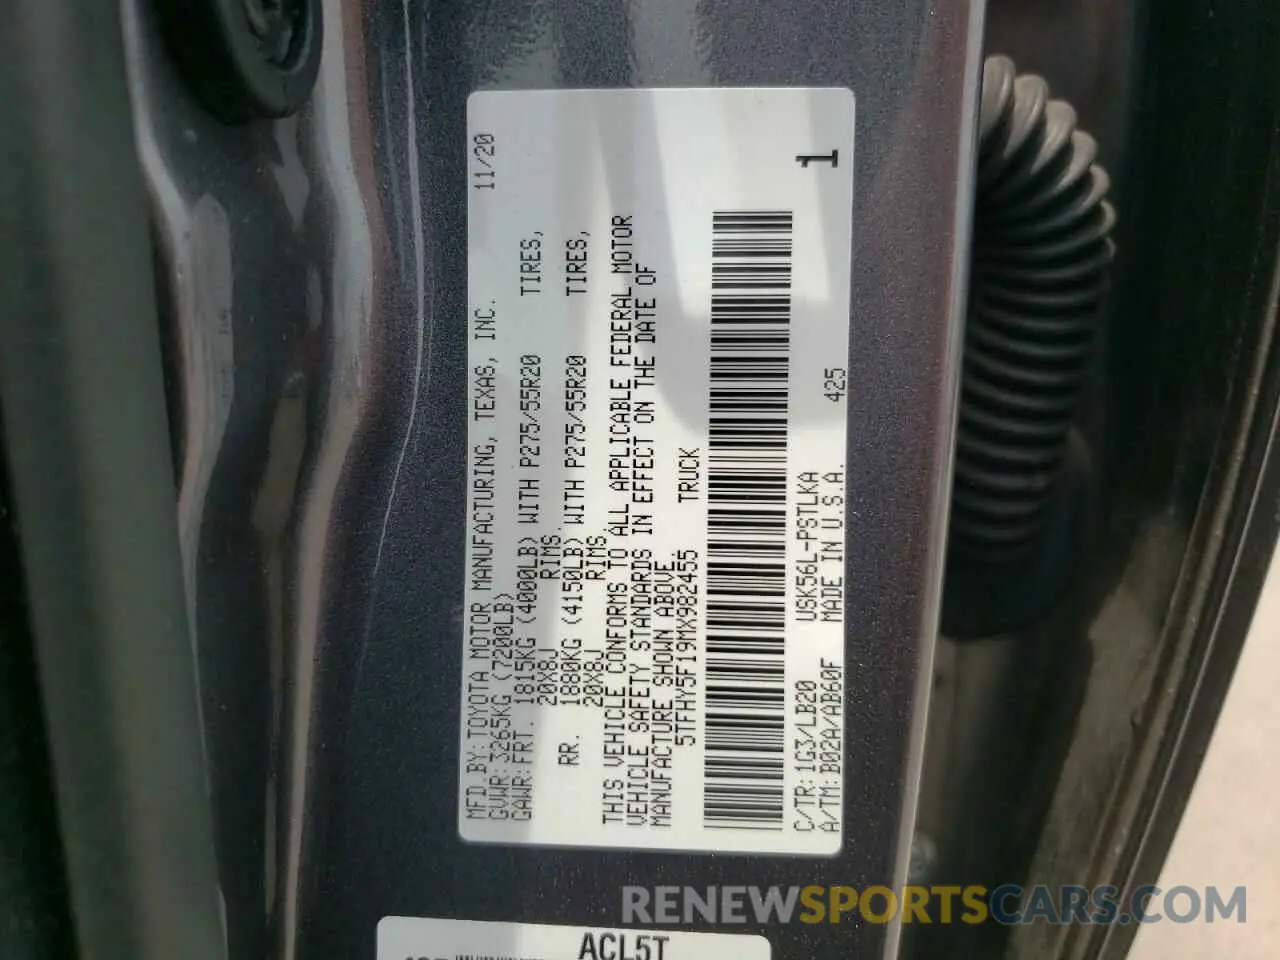 MFD.BY:TOYOTA MOTOR MANUFACTURING, TEXAS, INC. 11/20
GVWR:3265KG (7200LB)
GAWR:FRT. 1815KG (4000LB) WITH P275/55R20 TIRES,
20X8J RIMS.
RR. 1880KG (4150LB) WITH P275/55R20 TIRES,
20X8J RIMS.
THIS VEHICLE CONFORMS TO ALL APPLICABLE FEDERAL MOTOR
VEHICLE SAFETY STANDARDS IN EFFECT ON THE DATE OF
MANUFACTURE SHOWN ABOVE.
5TFHY5F19MX982455 TRUCK
1
C/TR:1G3/LB20 USK56L-PSTLKA
A/TM:B02A/AB60F MADE IN U.S.A. 425
ACL5T
RENEWSPORTSCARS.COM